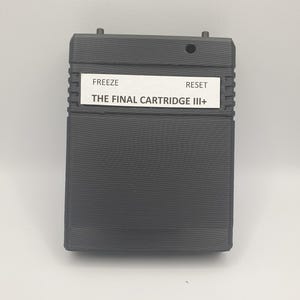 FREEZE RESET
THE FINAL CARTRIDGE III+